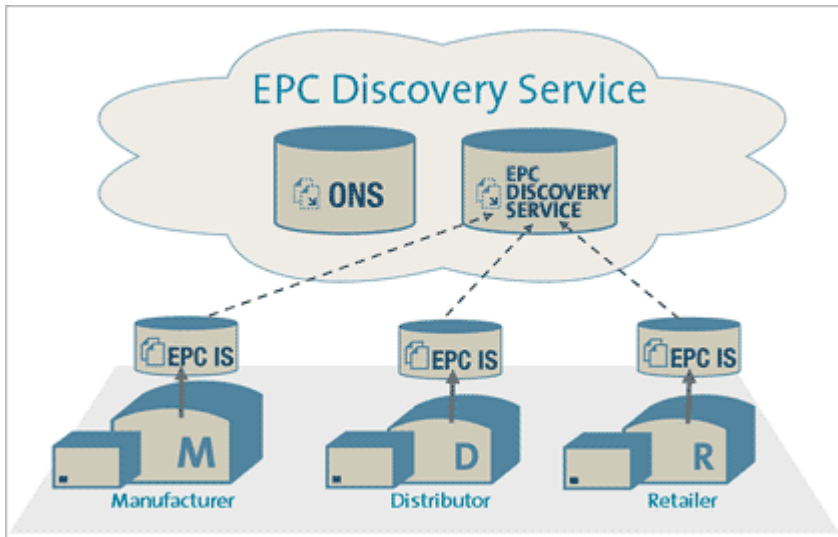 EPC Discovery Service
ONS
EPC
DISCOVERY
SERVICE
EPC IS
EPC IS
EPC IS
M
D
R
Manufacturer
Distributor
Retailer